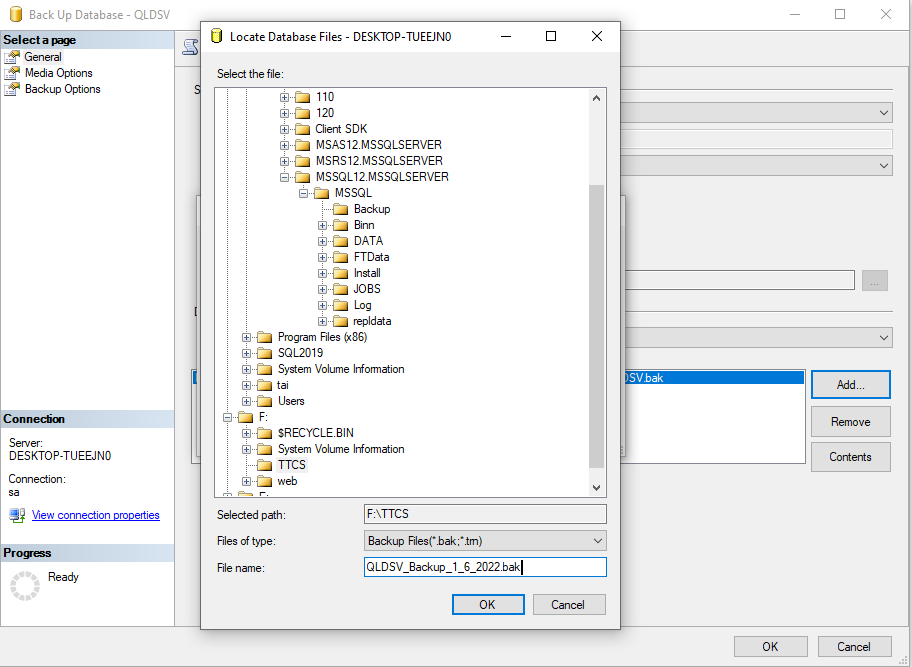 Back Up Database - QLDSV
Select a page
General
Media Options
Backup Options
Connection
Server:
DESKTOP-TUEEJN0
Connection:
sa
View connection properties
Progress
Ready
Locate Database Files - DESKTOP-TUEEJN0
Select the file:
110
120
Client SDK
MSAS12.MSSQLSERVER
MSRS12.MSSQLSERVER
MSSQL12.MSSQLSERVER
MSSQL
Backup
Binn
DATA
FTData
Install
JOBS
Log
repldata
Program Files (x86)
SQL2019
System Volume Information
tai
Users
F:
$RECYCLE.BIN
System Volume Information
TTCS
web
Selected path:
F:\TTCS
Files of type:
Backup Files(*.bak;*.trn)
File name:
QLDSV_Backup_1_6_2022.bak
OK
Cancel
...
DSV.bak
Add...
Remove
Contents
OK
Cancel